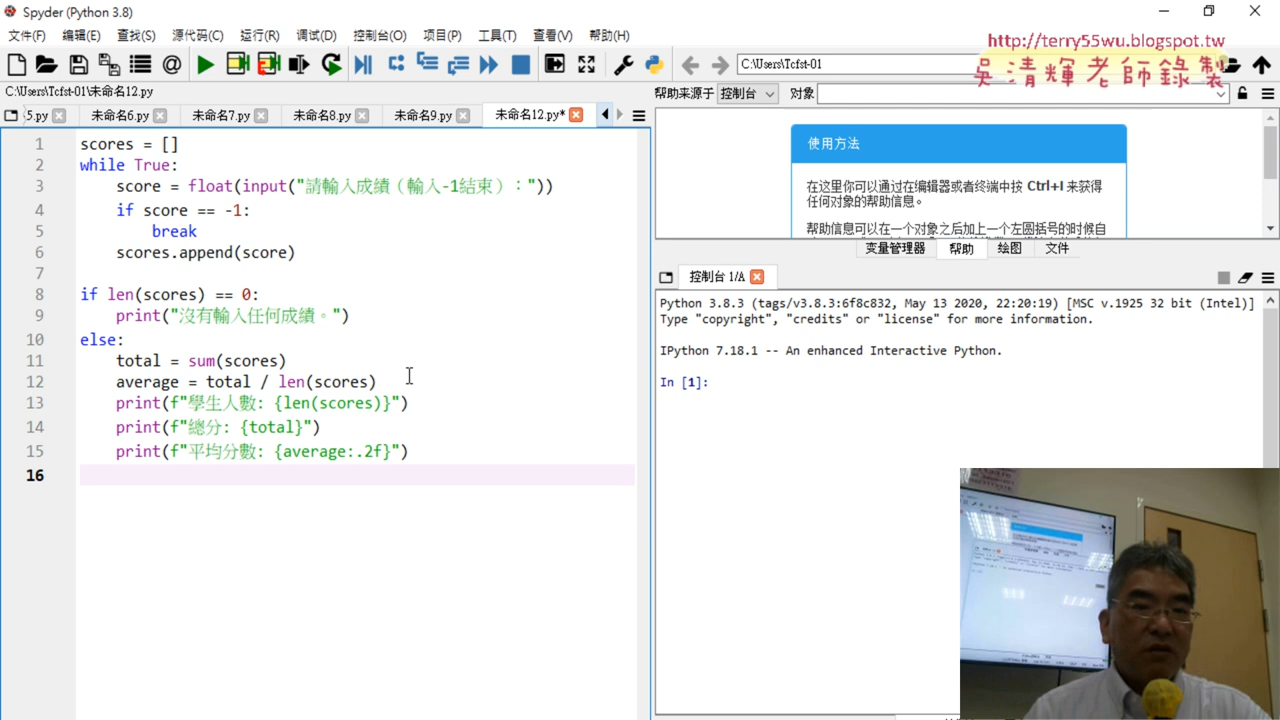 Spyder (Python 3.8)
文件(F) 编辑(E) 查找(S) 源代码(C) 运行(R) 调试(D) 控制台(O) 项目(P) 工具(T) 查看(V) 帮助(H)
http://terry55wu.blogspot.tw
吳清輝老師錄製
C:\Users\Tcfst-01
C:\Users\Tcfst-01\未命名12.py
帮助来源于 控制台 对象
5.py 未命名6.py 未命名7.py 未命名8.py 未命名9.py 未命名12.py*
1 scores = []
2 while True:
3 score = float(input("請輸入成績（輸入-1結束）："))
4 if score == -1:
5 break
6 scores.append(score)
7
8 if len(scores) == 0:
9 print("沒有輸入任何成績。")
10 else:
11 total = sum(scores)
12 average = total / len(scores)
13 print(f"學生人數: {len(scores)}")
14 print(f"總分: {total}")
15 print(f"平均分數: {average:.2f}")
16
使用方法
在这里你可以通过在编辑器或者终端中按 Ctrl+I 来获得
任何对象的帮助信息。
帮助信息可以在一个对象之后加上一个左圆括号的时候自
变量管理器 帮助 绘图 文件
控制台 1/A
Python 3.8.3 (tags/v3.8.3:6f8c832, May 13 2020, 22:20:19) [MSC v.1925 32 bit (Intel)]
Type "copyright", "credits" or "license" for more information.
IPython 7.18.1 -- An enhanced Interactive Python.
In [1]: